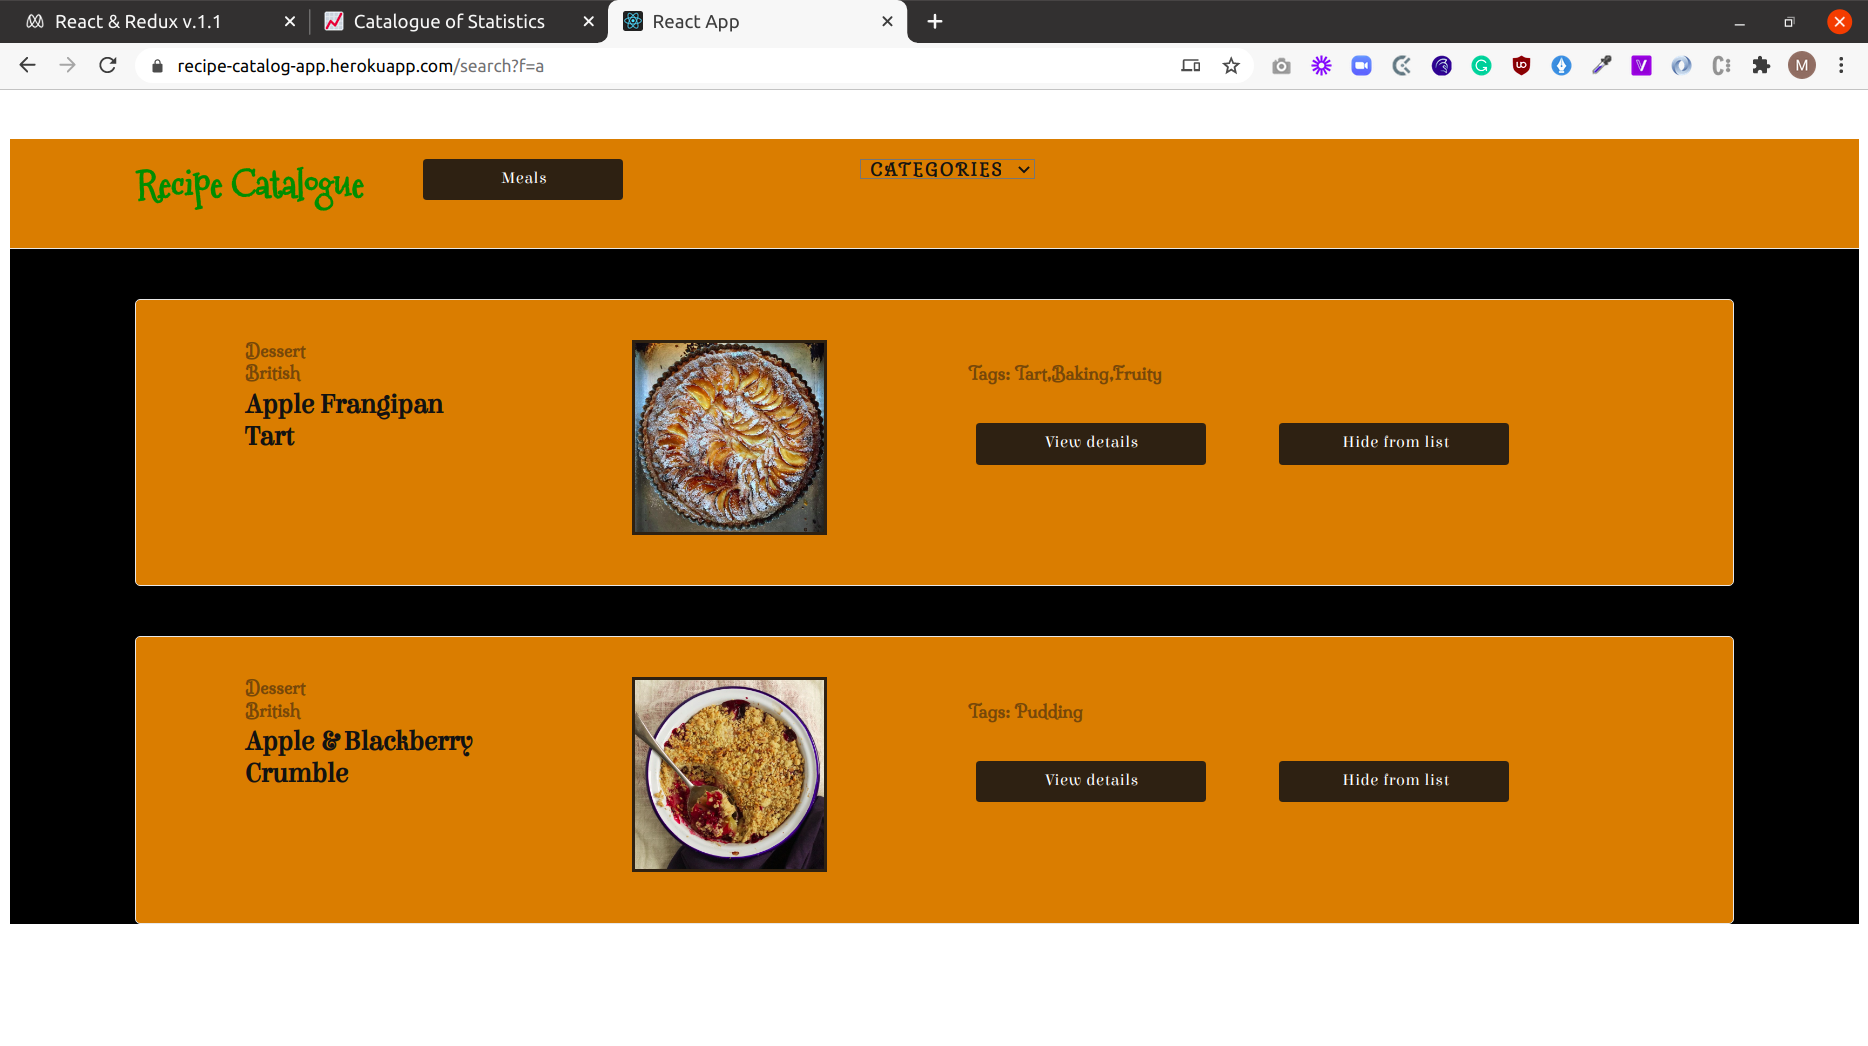 React & Redux v.1.1
Catalogue of Statistics
React App
recipe-catalog-app.herokuapp.com/search?f=a
M
Recipe Catalogue
Meals
CATEGORIES
Dessert
British
Apple Frangipan
Tart
Tags: Tart,Baking,Fruity
View details
Hide from list
Dessert
British
Apple & Blackberry
Crumble
Tags: Pudding
View details
Hide from list